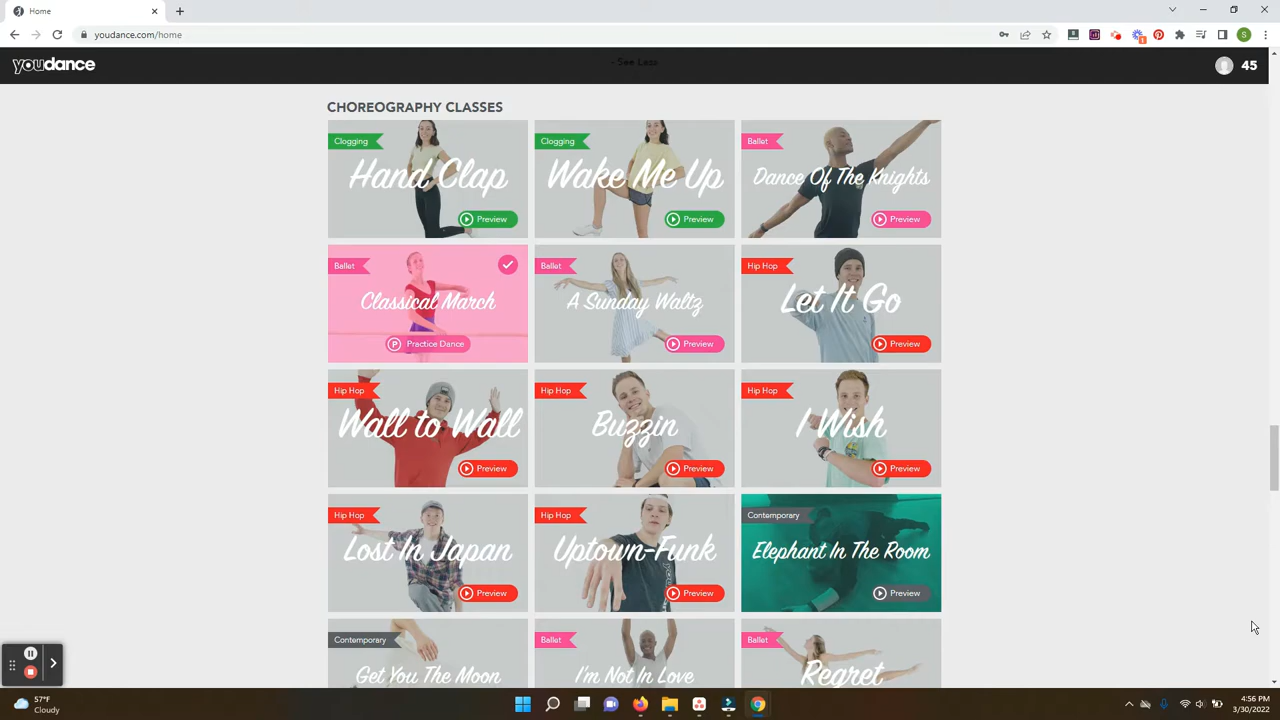 Home
youdance.com/home
S
1
- See Less
youdance
45
CHOREOGRAPHY CLASSES
Clogging
Hand Clap
Preview
Clogging
Wake Me Up
Preview
Ballet
Dance Of The Knights
Preview
Ballet
Classical March
P Practice Dance
Ballet
A Sunday Waltz
Preview
Hip Hop
Let It Go
Preview
Hip Hop
Wall to Wall
Preview
Hip Hop
Buzzin
Preview
Hip Hop
I Wish
Preview
Hip Hop
Lost In Japan
Preview
Hip Hop
Uptown-Funk
Preview
Contemporary
Elephant In The Room
Preview
Contemporary
Get You The Moon
Ballet
I'm Not In Love
Ballet
Regret
57°F
Cloudy
4:56 PM
3/30/2022